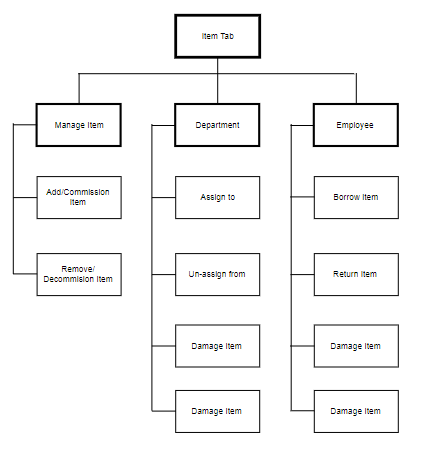 Item Tab
Manage Item
Department
Employee
Add/Commission
Item
Assign to
Borrow Item
Remove/
Decommision Item
Un-assign from
Return Item
Damage Item
Damage Item
Damage Item
Damage Item